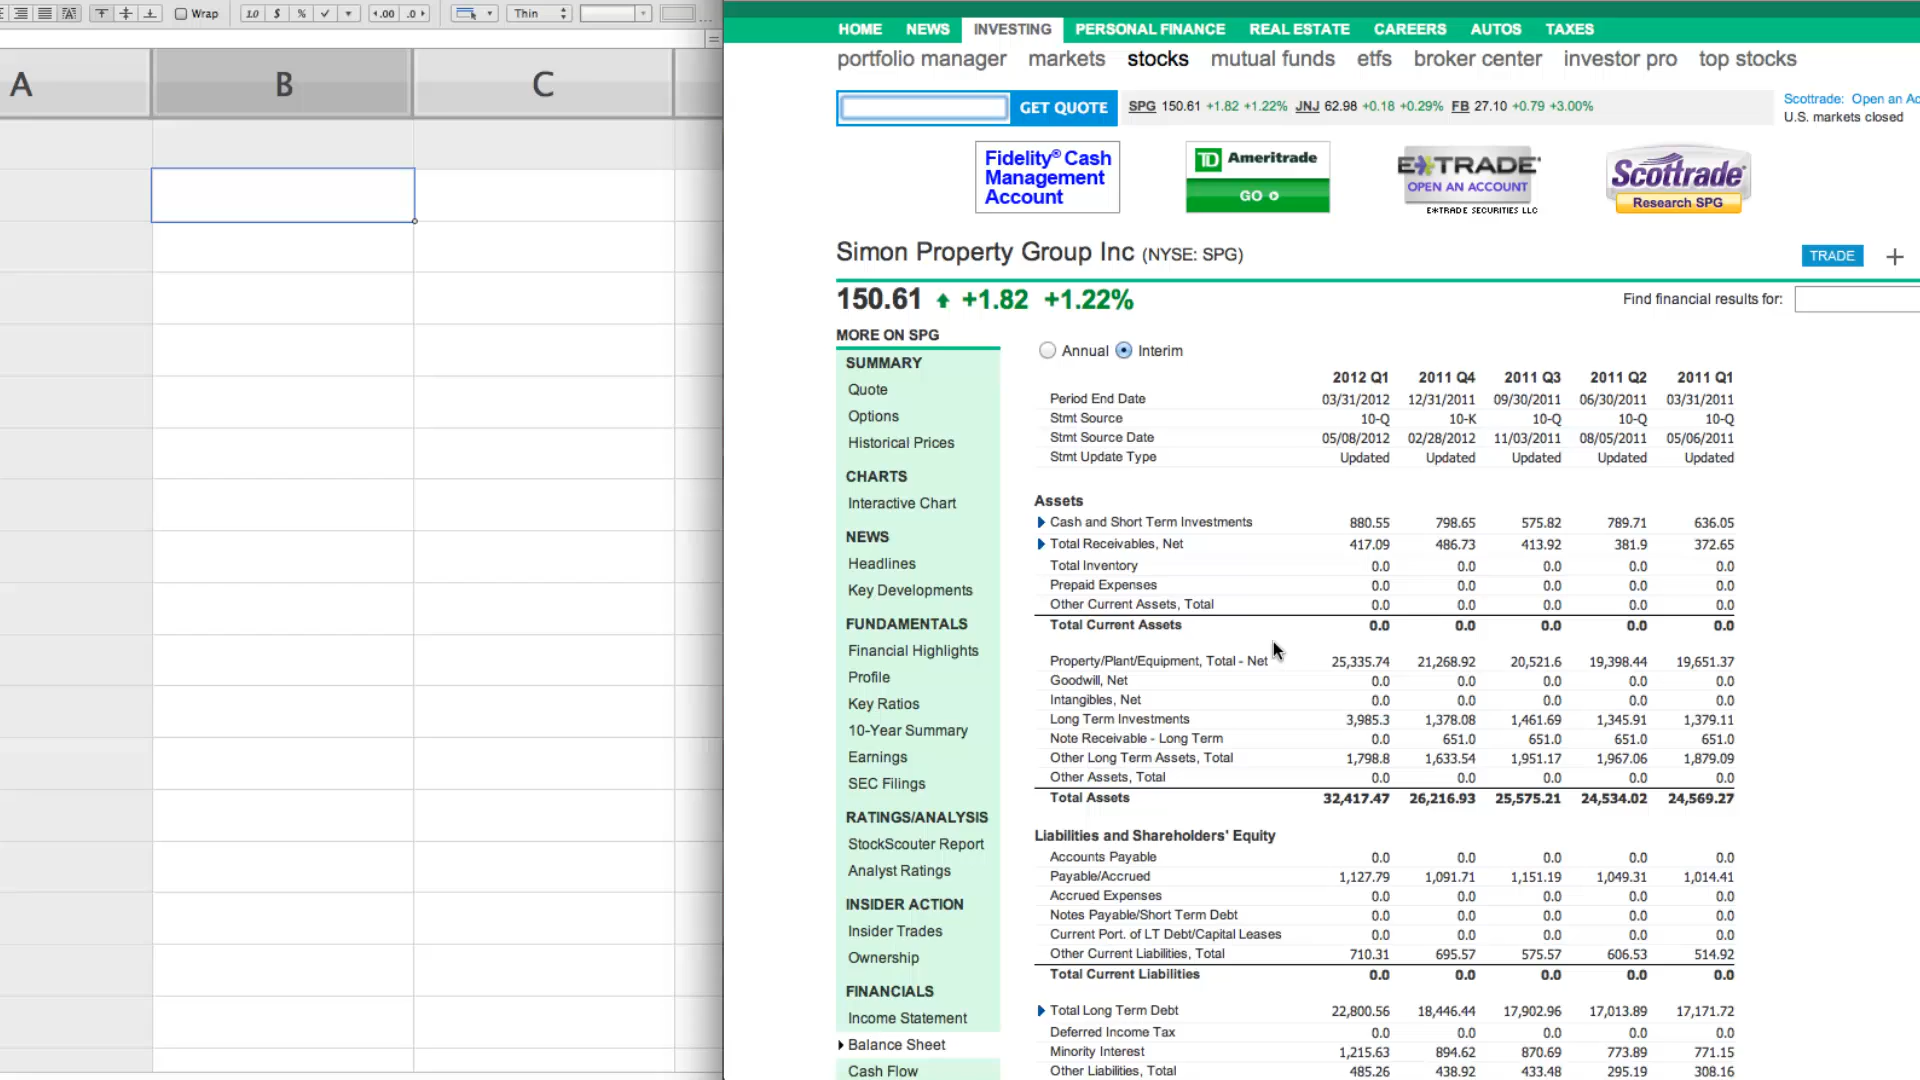 Wrap 1.0 $ % .00 .0 Thin
A B C
HOME NEWS INVESTING PERSONAL FINANCE REAL ESTATE CAREERS AUTOS TAXES
portfolio manager markets stocks mutual funds etfs broker center investor pro top stocks
GET QUOTE SPG 150.61 +1.82 +1.22% JNJ 62.98 +0.18 +0.29% FB 27.10 +0.79 +3.00%
Scottrade: Open an Ac
U.S. markets closed
Fidelity® Cash
Management
Account
TD Ameritrade
GO
E*TRADE
OPEN AN ACCOUNT
E*TRADE SECURITIES LLC
Scottrade
Research SPG
Simon Property Group Inc (NYSE: SPG)
TRADE +
150.61 +1.82 +1.22%
Find financial results for:
MORE ON SPG
SUMMARY
Quote
Options
Historical Prices
CHARTS
Interactive Chart
NEWS
Headlines
Key Developments
FUNDAMENTALS
Financial Highlights
Profile
Key Ratios
10-Year Summary
Earnings
SEC Filings
RATINGS/ANALYSIS
StockScouter Report
Analyst Ratings
INSIDER ACTION
Insider Trades
Ownership
FINANCIALS
Income Statement
Balance Sheet
Cash Flow
Annual Interim
2012 Q1 2011 Q4 2011 Q3 2011 Q2 2011 Q1
Period End Date 03/31/2012 12/31/2011 09/30/2011 06/30/2011 03/31/2011
Stmt Source 10-Q 10-K 10-Q 10-Q 10-Q
Stmt Source Date 05/08/2012 02/28/2012 11/03/2011 08/05/2011 05/06/2011
Stmt Update Type Updated Updated Updated Updated Updated
Assets
Cash and Short Term Investments 880.55 798.65 575.82 789.71 636.05
Total Receivables, Net 417.09 486.73 413.92 381.9 372.65
Total Inventory 0.0 0.0 0.0 0.0 0.0
Prepaid Expenses 0.0 0.0 0.0 0.0 0.0
Other Current Assets, Total 0.0 0.0 0.0 0.0 0.0
Total Current Assets 0.0 0.0 0.0 0.0 0.0
Property/Plant/Equipment, Total - Net 25,335.74 21,268.92 20,521.6 19,398.44 19,651.37
Goodwill, Net 0.0 0.0 0.0 0.0 0.0
Intangibles, Net 0.0 0.0 0.0 0.0 0.0
Long Term Investments 3,985.3 1,378.08 1,461.69 1,345.91 1,379.11
Note Receivable - Long Term 0.0 651.0 651.0 651.0 651.0
Other Long Term Assets, Total 1,798.8 1,633.54 1,951.17 1,967.06 1,879.09
Other Assets, Total 0.0 0.0 0.0 0.0 0.0
Total Assets 32,417.47 26,216.93 25,575.21 24,534.02 24,569.27
Liabilities and Shareholders' Equity
Accounts Payable 0.0 0.0 0.0 0.0 0.0
Payable/Accrued 1,127.79 1,091.71 1,151.19 1,049.31 1,014.41
Accrued Expenses 0.0 0.0 0.0 0.0 0.0
Notes Payable/Short Term Debt 0.0 0.0 0.0 0.0 0.0
Current Port. of LT Debt/Capital Leases 0.0 0.0 0.0 0.0 0.0
Other Current Liabilities, Total 710.31 695.57 575.57 606.53 514.92
Total Current Liabilities 0.0 0.0 0.0 0.0 0.0
Total Long Term Debt 22,800.56 18,446.44 17,902.96 17,013.89 17,171.72
Deferred Income Tax 0.0 0.0 0.0 0.0 0.0
Minority Interest 1,215.63 894.62 870.69 773.89 771.15
Other Liabilities, Total 485.26 438.92 433.48 295.19 308.16